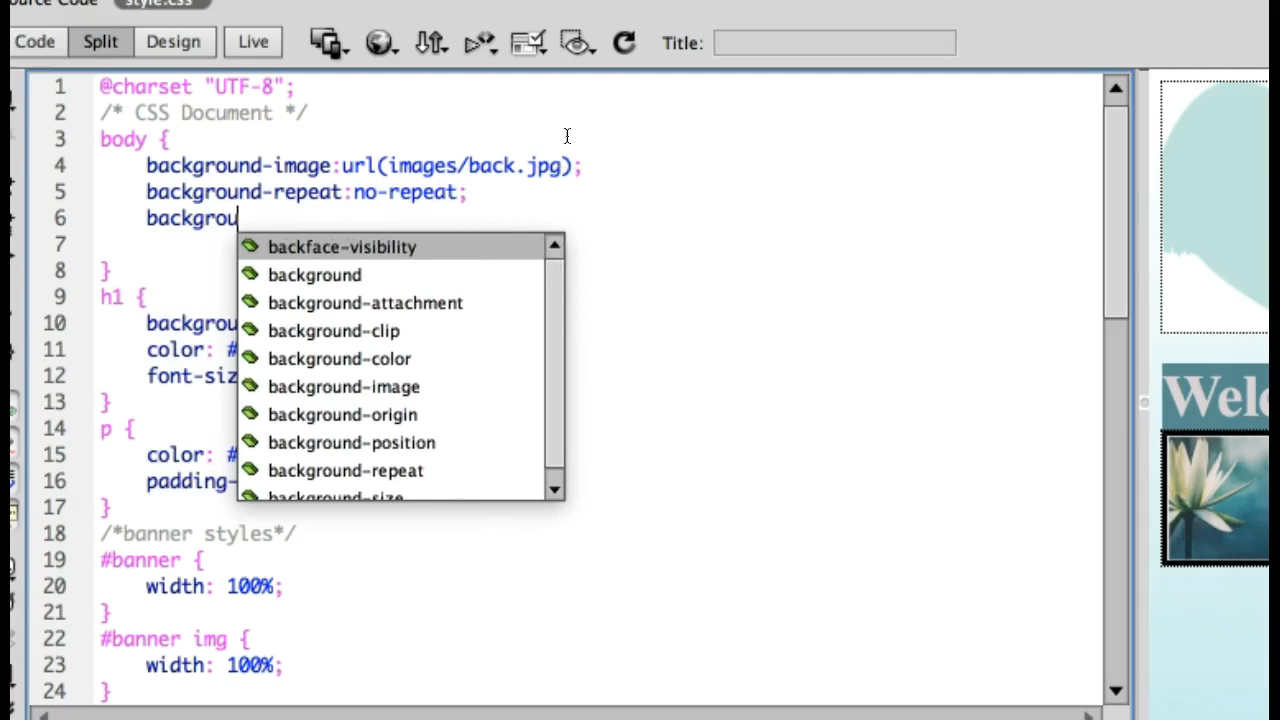 ource Code style.css
Code Split Design Live Title:
1 @charset "UTF-8";
2 /* CSS Document */
3 body {
4 background-image:url(images/back.jpg);
5 background-repeat:no-repeat;
6 backgrou
7
8 }
9 h1 {
10 backgrou
11 color: #
12 font-siz
13 }
14 p {
15 color: #
16 padding-
17 }
18 /*banner styles*/
19 #banner {
20 width: 100%;
21 }
22 #banner img {
23 width: 100%;
24 }
backface-visibility
background
background-attachment
background-clip
background-color
background-image
background-origin
background-position
background-repeat
background-size
Welc